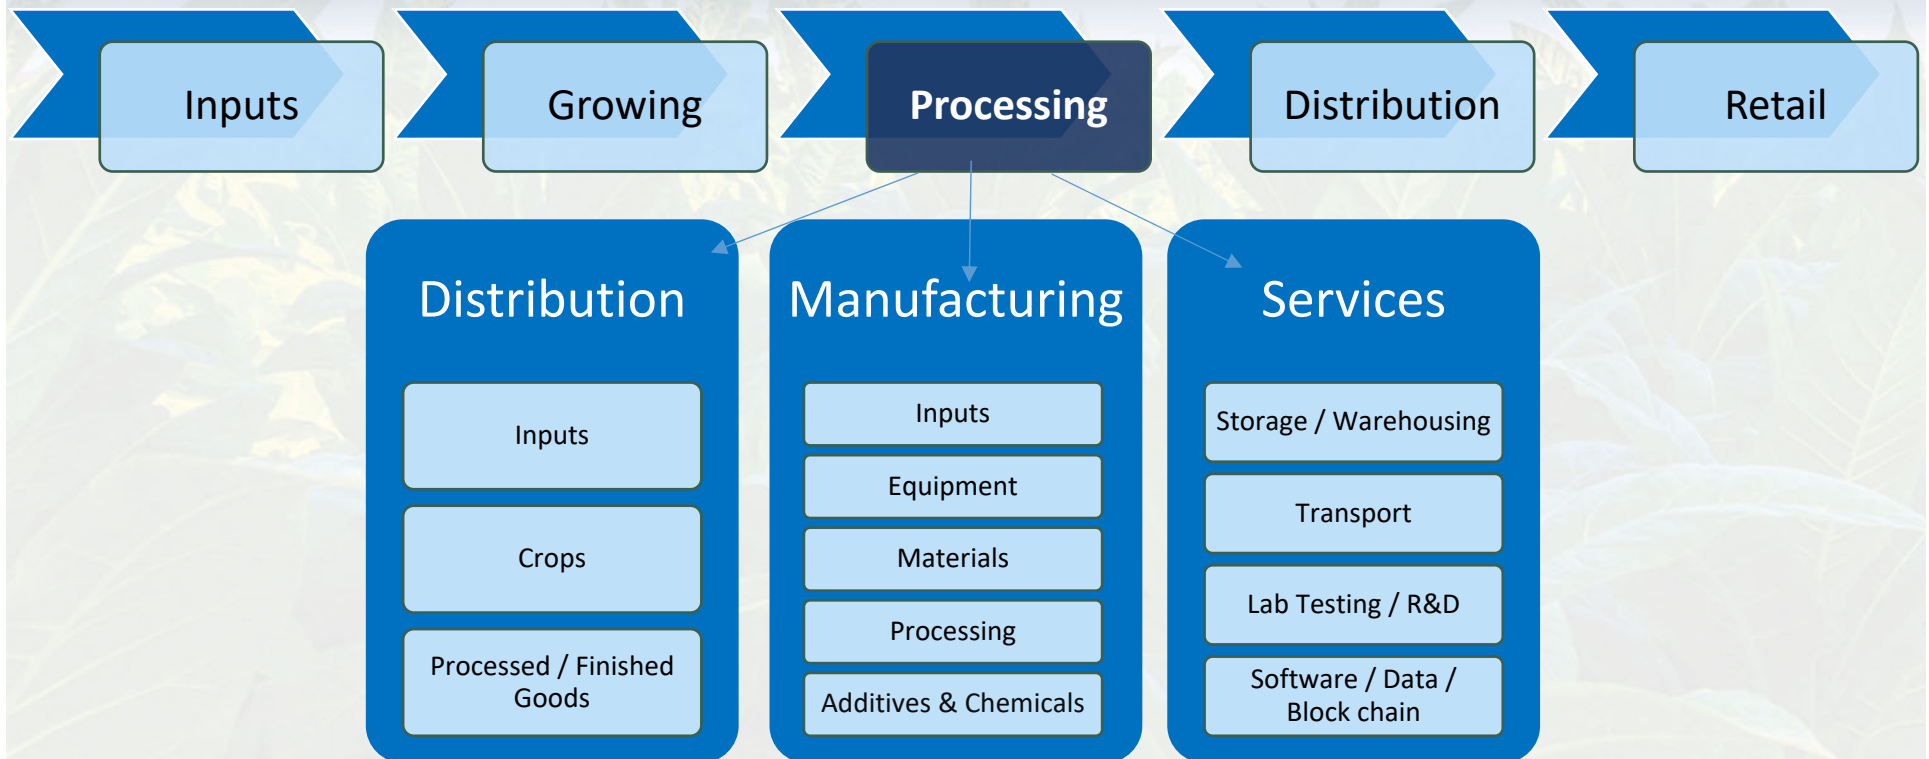 Inputs
Growing
Processing
Distribution
Retail
Distribution
Inputs
Crops
Processed / Finished
Goods
Manufacturing
Inputs
Equipment
Materials
Processing
Additives & Chemicals
Services
Storage / Warehousing
Transport
Lab Testing / R&D
Software / Data /
Block chain